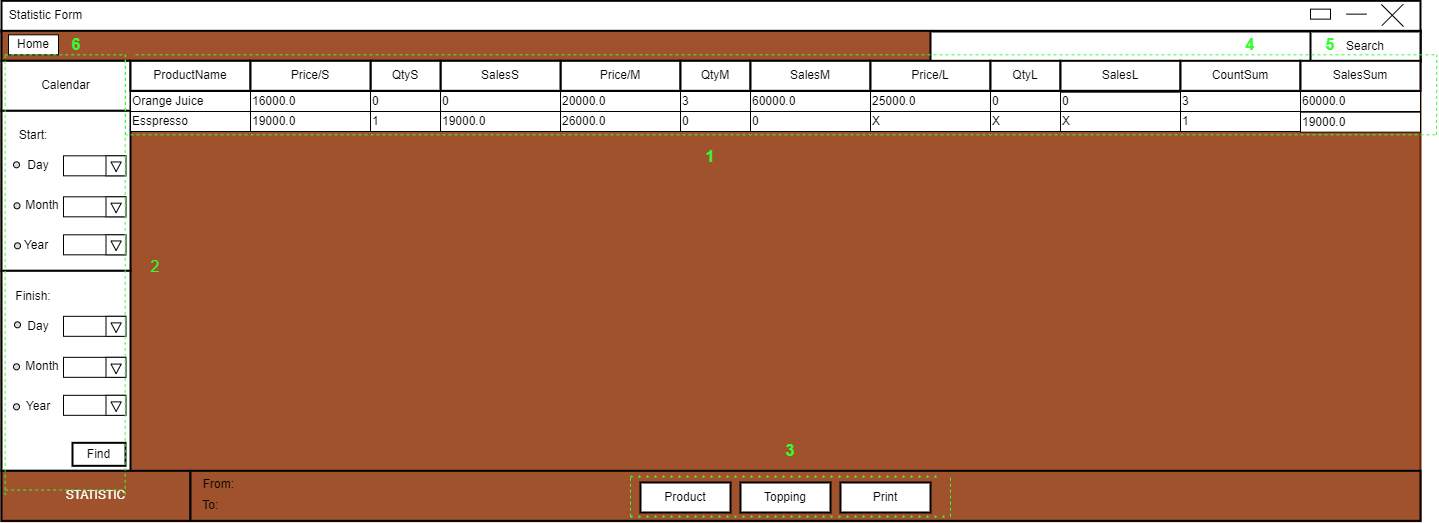 Statistic Form
Home 6 4 5 Search
Calendar
ProductName Price/S QtyS SalesS Price/M QtyM SalesM Price/L QtyL SalesL CountSum SalesSum
Orange Juice 16000.0 0 0 20000.0 3 60000.0 25000.0 0 0 3 60000.0
Esspresso 19000.0 1 19000.0 26000.0 0 0 X X X 1 19000.0
1
Start:
Day
Month
Year
2
Finish:
Day
Month
Year
Find
3
STATISTIC
From:
To:
Product Topping Print